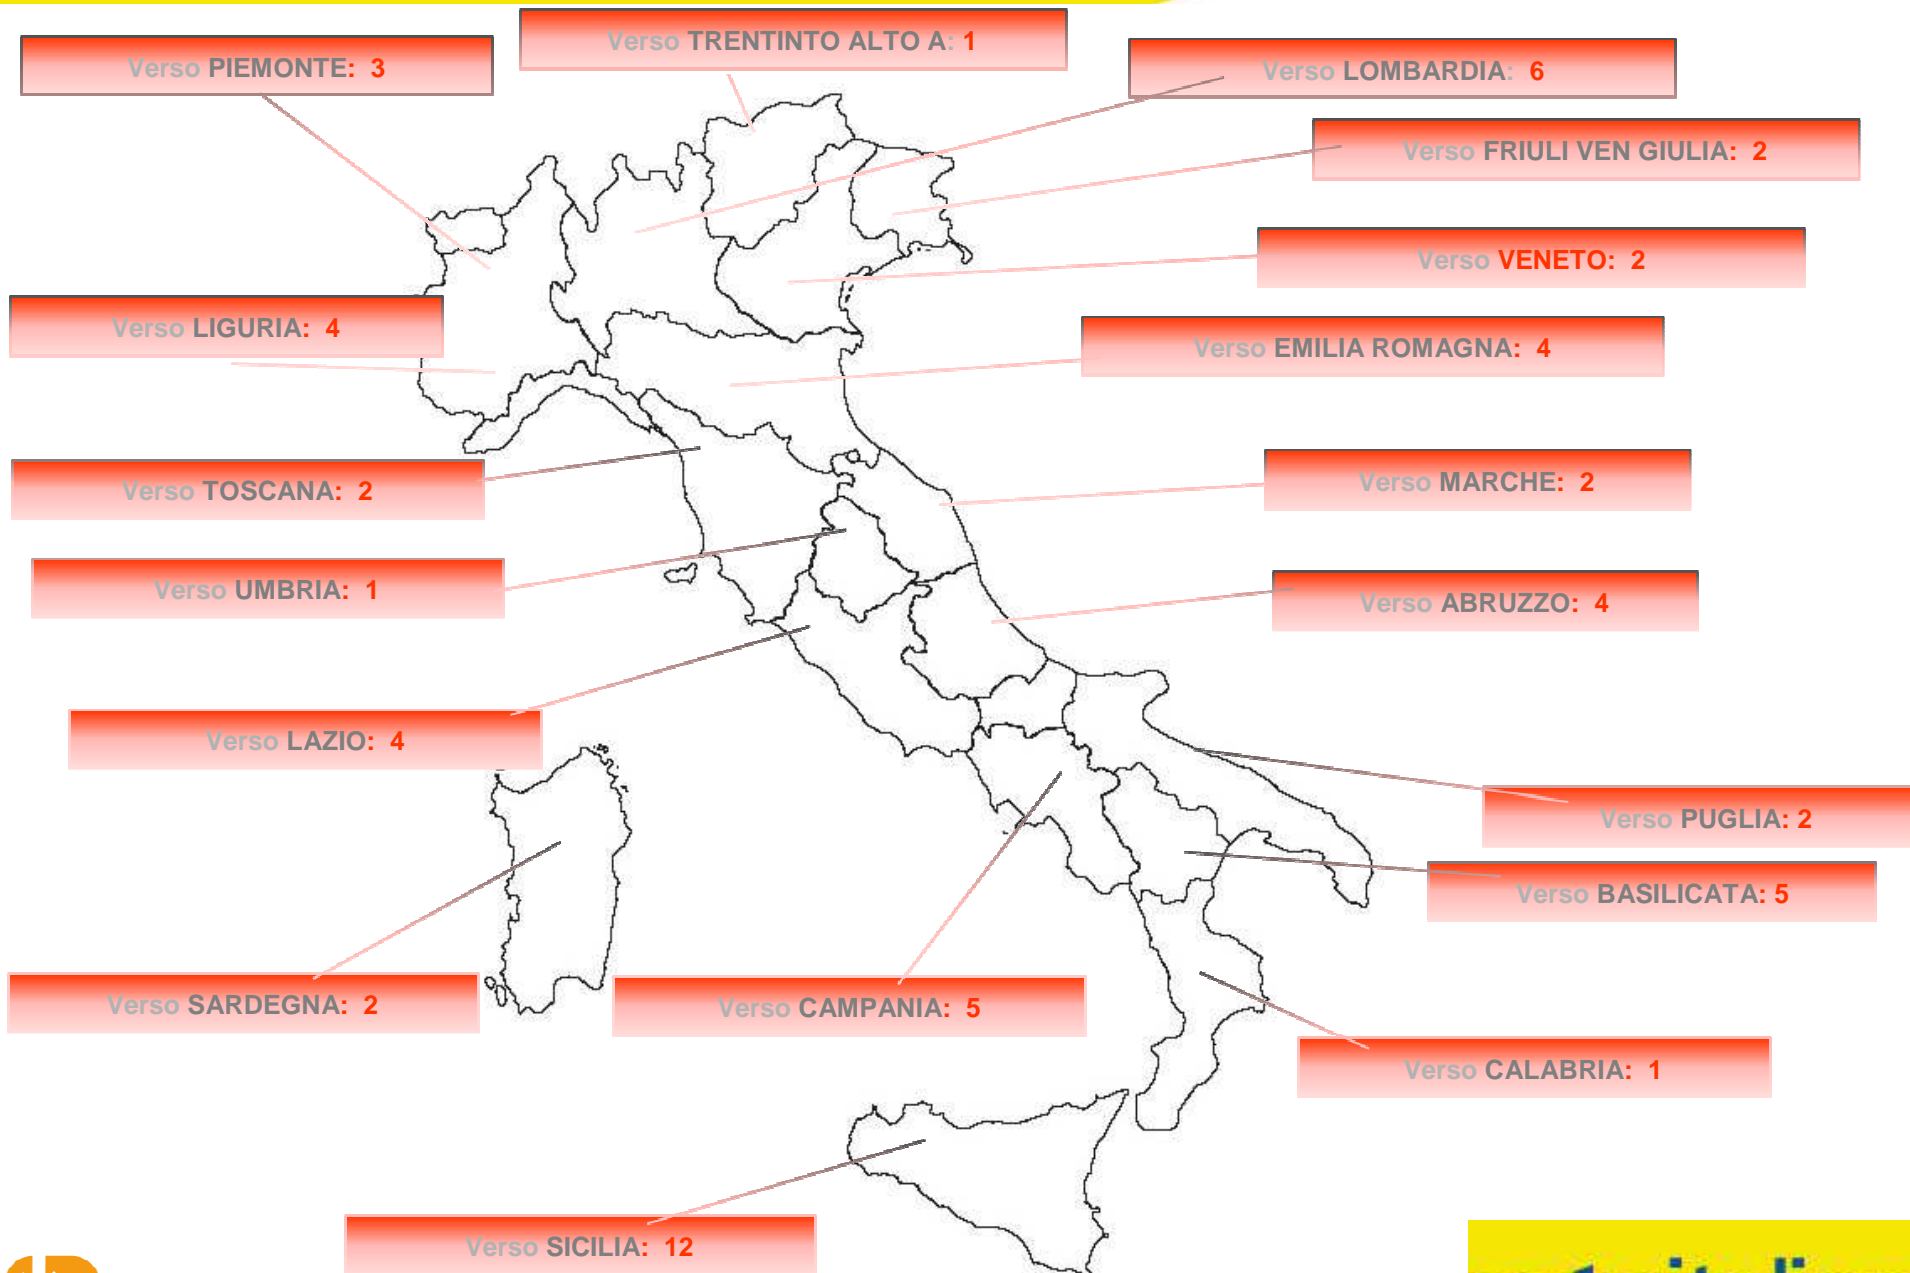 Verso TRENTINTO ALTO A: 1
Verso PIEMONTE: 3
Verso LOMBARDIA: 6
Verso FRIULI VEN GIULIA: 2
Verso VENETO: 2
Verso LIGURIA: 4
Verso EMILIA ROMAGNA: 4
Verso TOSCANA: 2
Verso MARCHE: 2
Verso UMBRIA: 1
Verso ABRUZZO: 4
Verso LAZIO: 4
Verso PUGLIA: 2
Verso BASILICATA: 5
Verso SARDEGNA: 2
Verso CAMPANIA: 5
Verso CALABRIA: 1
Verso SICILIA: 12